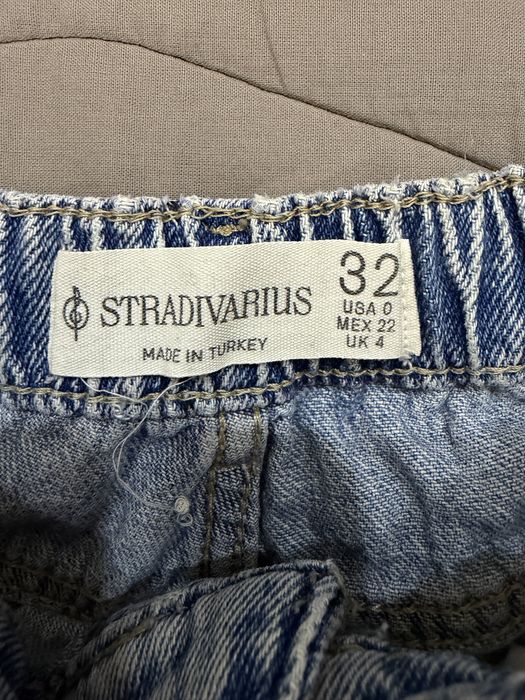 STRADIVARIUS
MADE IN TURKEY
32
USA 0
MEX 22
UK 4